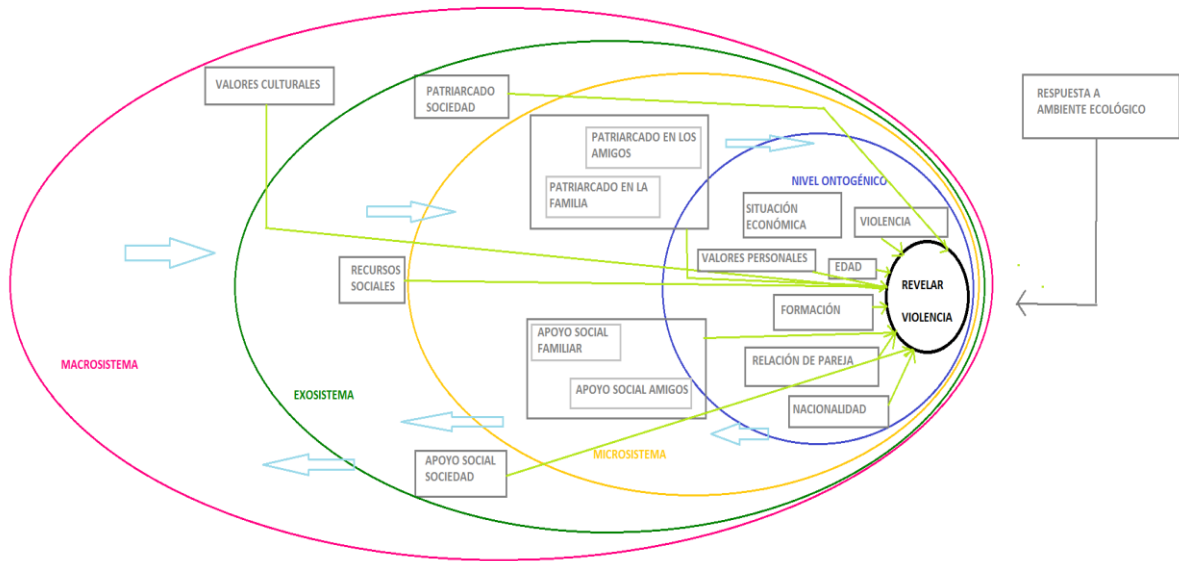 VALORES CULTURALES
PATRIARCADO
SOCIEDAD
RESPUESTA A
AMBIENTE ECOLÓGICO
PATRIARCADO EN LOS
AMIGOS
PATRIARCADO EN LA
FAMILIA
NIVEL ONTOGÉNICO
SITUACIÓN
ECONÓMICA
VIOLENCIA
VALORES PERSONALES
EDAD
RECURSOS
SOCIALES
REVELAR
VIOLENCIA
FORMACIÓN
APOYO SOCIAL
FAMILIAR
RELACIÓN DE PAREJA
APOYO SOCIAL AMIGOS
NACIONALIDAD
MACROSISTEMA
EXOSISTEMA
MICROSISTEMA
APOYO SOCIAL
SOCIEDAD